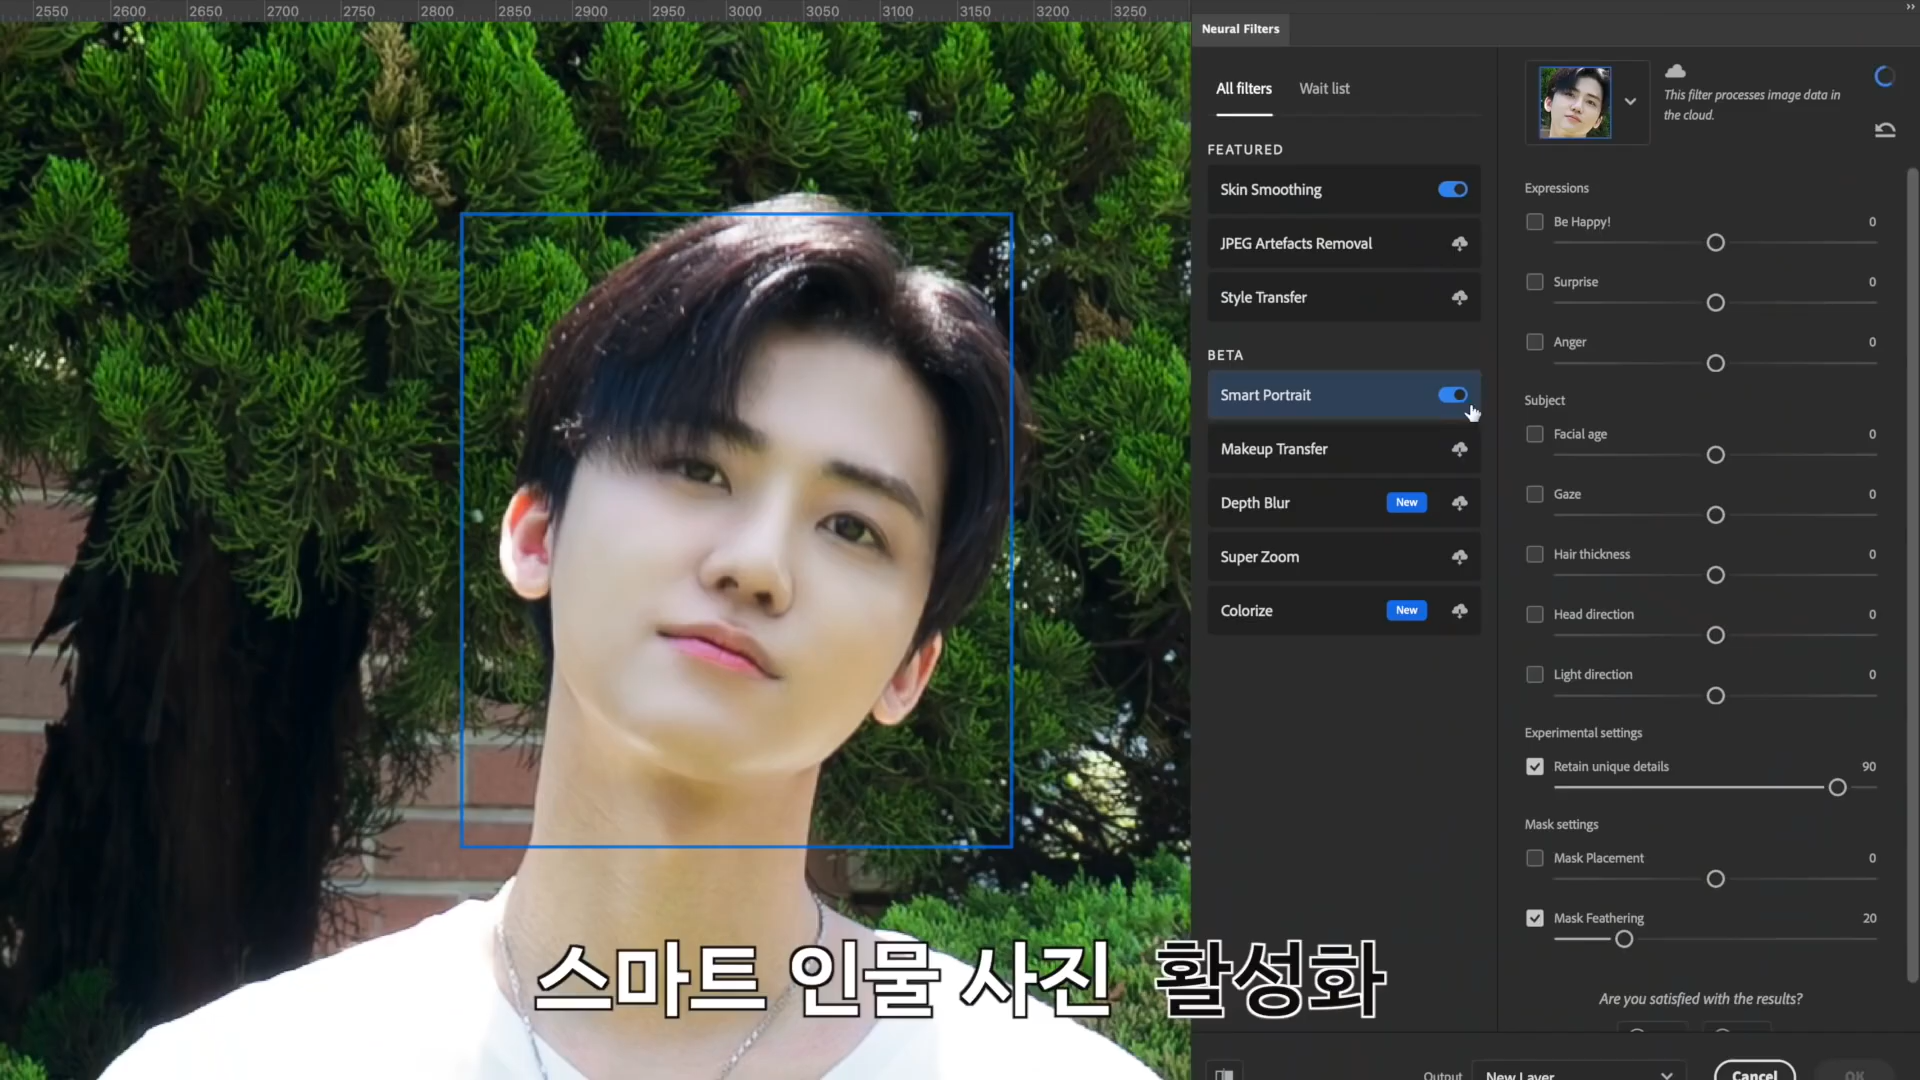 2550 2600 2650 2700 2750 2800 2850 2900 2950 3000 3050 3100 3150 3200 3250
Neural Filters
All filters Wait list
FEATURED
Skin Smoothing
JPEG Artefacts Removal
Style Transfer
BETA
Smart Portrait
Makeup Transfer
Depth Blur New
Super Zoom
Colorize New
This filter processes image data in
the cloud.
Expressions
Be Happy! 0
Surprise 0
Anger 0
Subject
Facial age 0
Gaze 0
Hair thickness 0
Head direction 0
Light direction 0
Experimental settings
Retain unique details 90
Mask settings
Mask Placement 0
Mask Feathering 20
Are you satisfied with the results?
Output New Layer Cancel OK
스마트 인물 사진 활성화